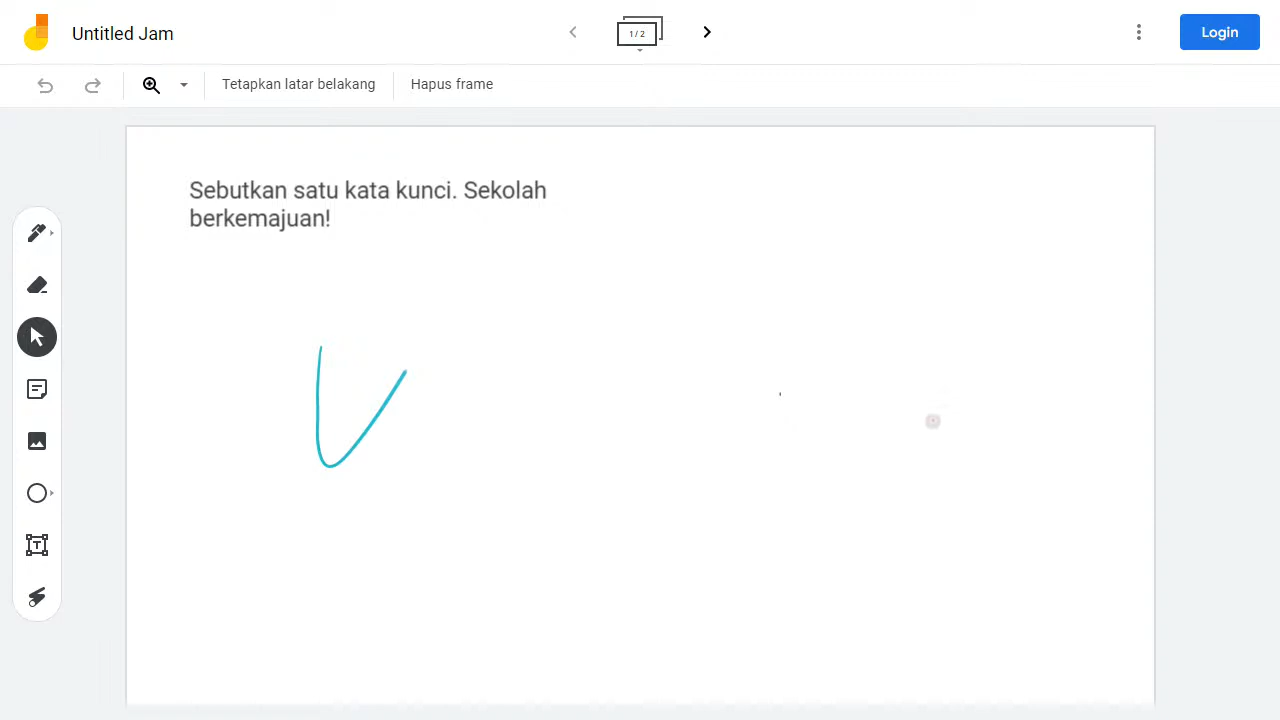 Untitled Jam
1 / 2
Login
Tetapkan latar belakang
Hapus frame
Sebutkan satu kata kunci. Sekolah
berkemajuan!
T